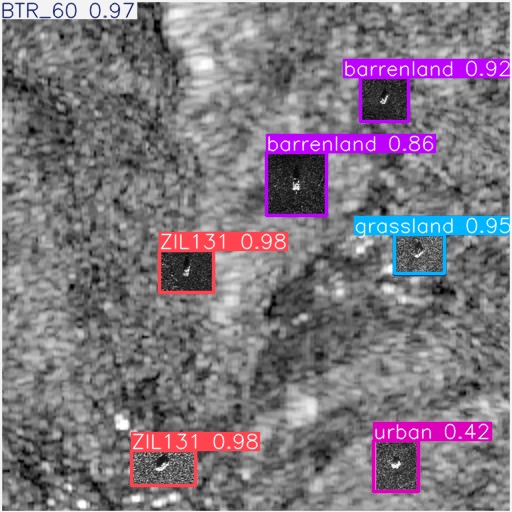 BTR_60 0.97
barrenland 0.92
barrenland 0.86
grassland 0.95
ZIL131 0.98
ZIL131 0.98
urban 0.42